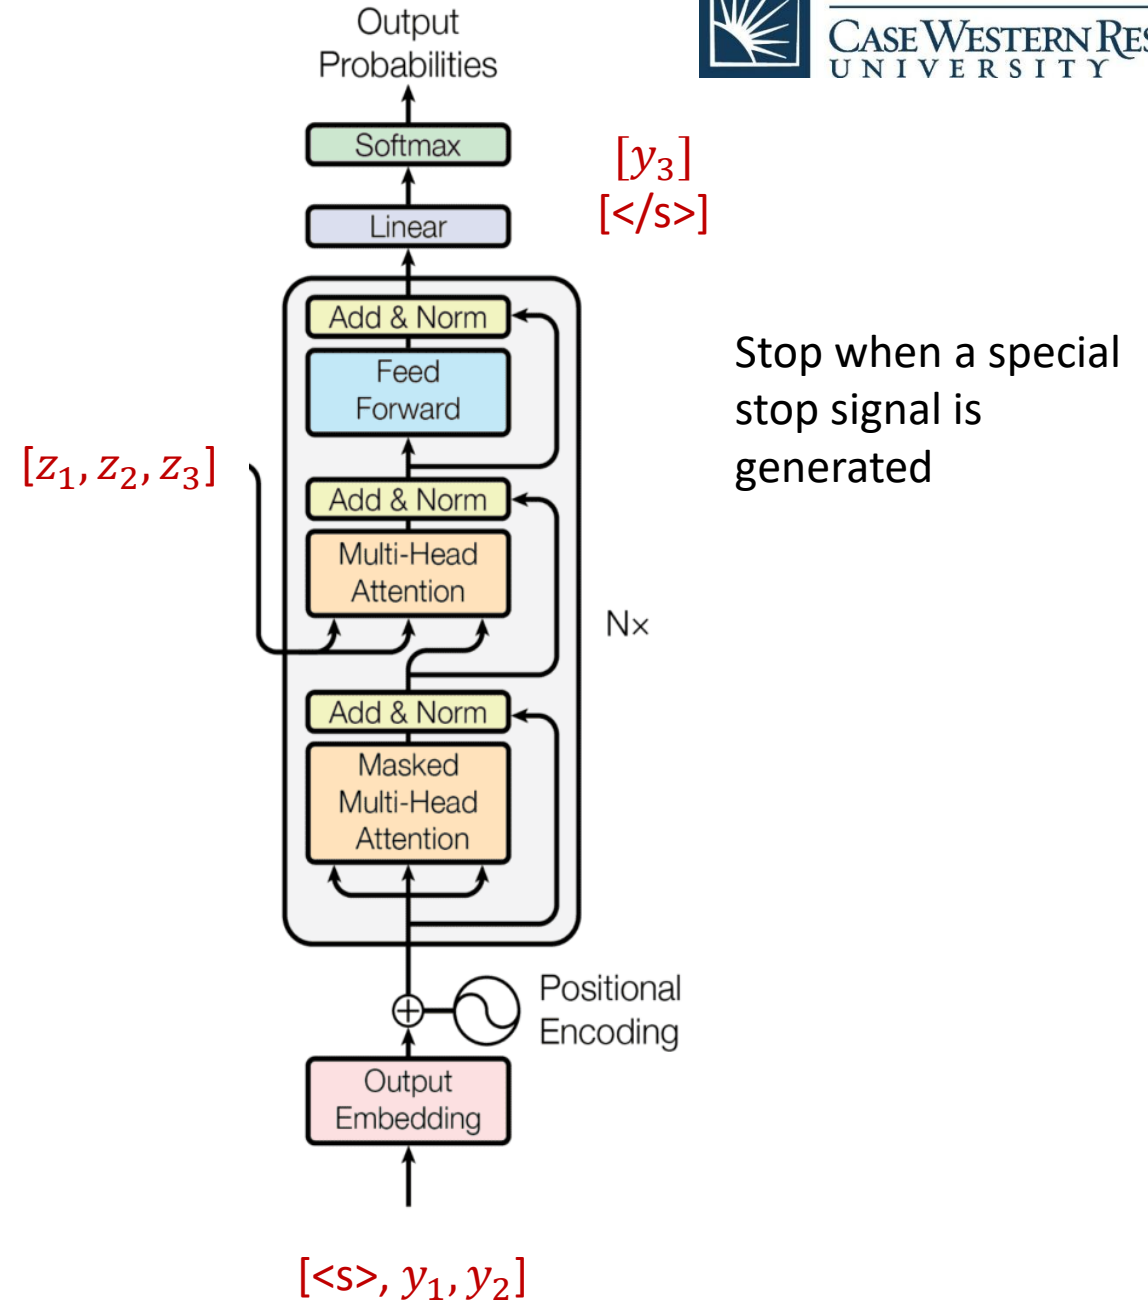 Output
Probabilities
CASE WESTERN RES
UNIVERSITY
Softmax
[y₃]
[</s>]
Linear
Add & Norm
Feed
Forward
Stop when a special
stop signal is
generated
[z₁, z₂, z₃]
Add & Norm
Multi-Head
Attention
N×
Add & Norm
Masked
Multi-Head
Attention
Positional
Encoding
Output
Embedding
[<s>, y₁, y₂]